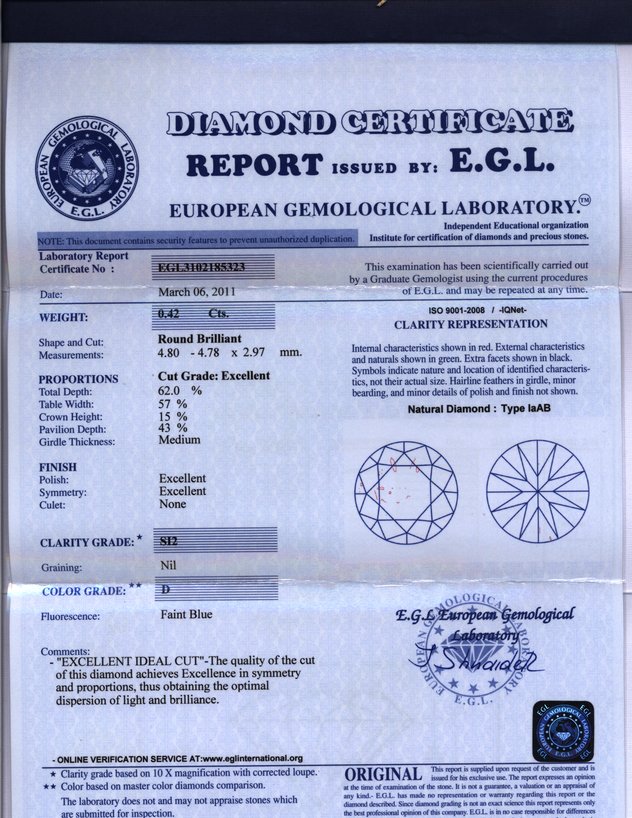 EUROPEAN GEMOLOGICAL LABORATORY
E.G.L.
DIAMOND CERTIFICATE
REPORT ISSUED BY: E.G.L.
EUROPEAN GEMOLOGICAL LABORATORY.™
Independent Educational organization
Institute for certification of diamonds and precious stones.
NOTE: This document contains security features to prevent unauthorized duplication.
Laboratory Report
Certificate No : EGL3102185323
Date: March 06, 2011
WEIGHT: 0.42 Cts.
Shape and Cut: Round Brilliant
Measurements: 4.80 - 4.78 x 2.97 mm.
PROPORTIONS Cut Grade: Excellent
Total Depth: 62.0 %
Table Width: 57 %
Crown Height: 15 %
Pavilion Depth: 43 %
Girdle Thickness: Medium
FINISH
Polish: Excellent
Symmetry: Excellent
Culet: None
CLARITY GRADE:★ SI2
Graining: Nil
COLOR GRADE:★★ D
Fluorescence: Faint Blue
Comments:
- "EXCELLENT IDEAL CUT"-The quality of the cut
of this diamond achieves Excellence in symmetry
and proportions, thus obtaining the optimal
dispersion of light and brilliance.
- ONLINE VERIFICATION SERVICE AT:www.eglinternational.org
★ Clarity grade based on 10 X magnification with corrected loupe.
★★ Color based on master color diamonds comparison.
The laboratory does not and may not appraise stones which
are submitted for inspection.
This examination has been scientifically carried out
by a Graduate Gemologist using the current procedures
of E.G.L. and may be repeated at any time.
ISO 9001-2008 / -IQNet-
CLARITY REPRESENTATION
Internal characteristics shown in red. External characteristics
and naturals shown in green. Extra facets shown in black.
Symbols indicate nature and location of identified characteris-
tics, not their actual size. Hairline feathers in girdle, minor
bearding, and minor details of polish and finish not shown.
Natural Diamond : Type IaAB
E.G.L European Gemological
Laboratory
EUROPEAN GEMOLOGICAL LABORATORY
E.G.L.
EGL EGL
EGL EGL
ORIGINAL This report is supplied upon request of the customer and is
issued for his exclusive use. The report expresses an opinion
at the time of examination of the stone. It is not a guarantee, a valuation or an appraisal of
any kind.- E.G.L. has made no representation or warranty regarding this report or the
diamond described. Since diamond grading is not an exact science this report represents only
the best professional opinion of this company. E.G.L. is in no case responsible for differences